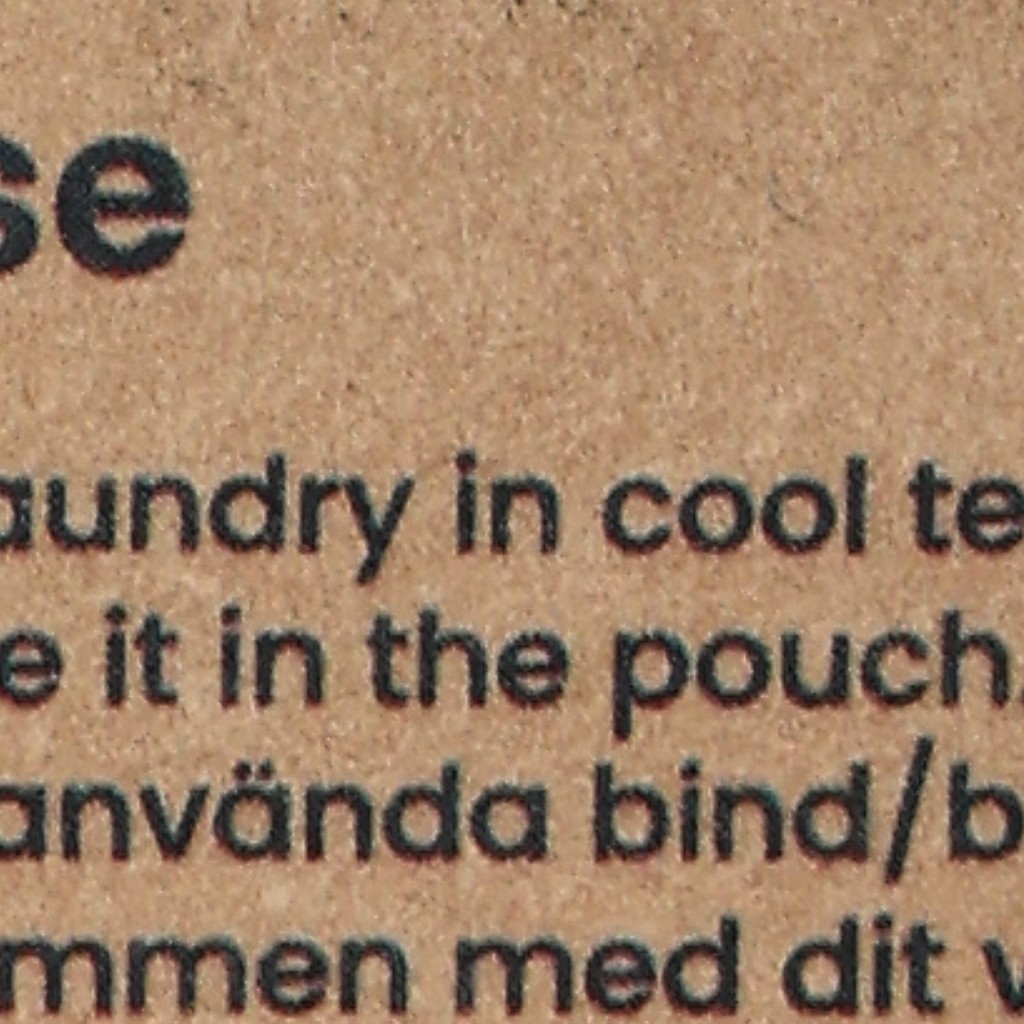 se
aundry in cool te
e it in the pouch.
använda bind/b
mmen med dit v